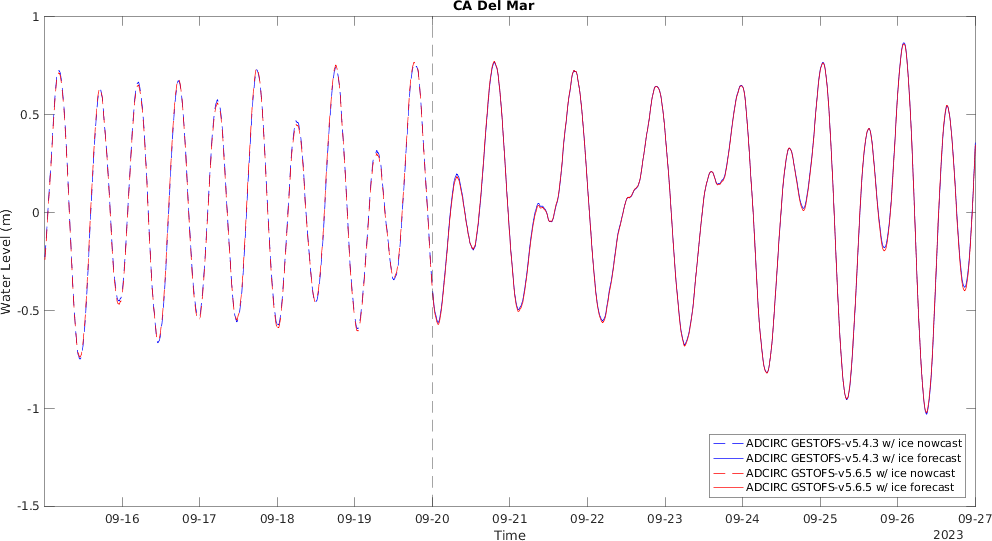 CA Del Mar
1
0.5
0
-0.5
-1
-1.5
Water Level (m)
09-16 09-17 09-18 09-19 09-20 09-21 09-22 09-23 09-24 09-25 09-26 09-27
Time
2023
ADCIRC GESTOFS-v5.4.3 w/ ice nowcast
ADCIRC GESTOFS-v5.4.3 w/ ice forecast
ADCIRC GSTOFS-v5.6.5 w/ ice nowcast
ADCIRC GSTOFS-v5.6.5 w/ ice forecast